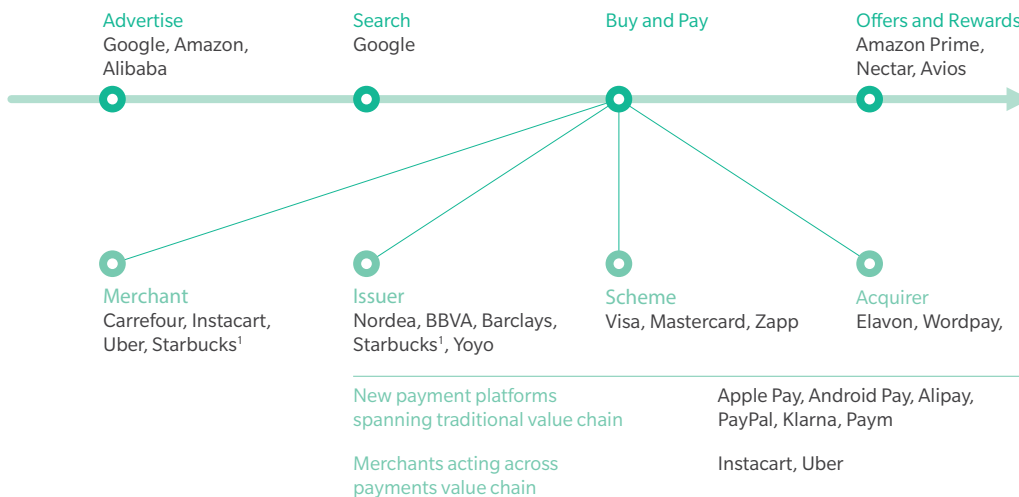 Advertise
Google, Amazon,
Alibaba
Search
Google
Buy and Pay
Offers and Rewards
Amazon Prime,
Nectar, Avios
Merchant
Carrefour, Instacart,
Uber, Starbucks¹
Issuer
Nordea, BBVA, Barclays,
Starbucks¹, Yoyo
Scheme
Visa, Mastercard, Zapp
Acquirer
Elavon, Wordpay,
New payment platforms
spanning traditional value chain
Apple Pay, Android Pay, Alipay,
PayPal, Klarna, Paym
Merchants acting across
payments value chain
Instacart, Uber